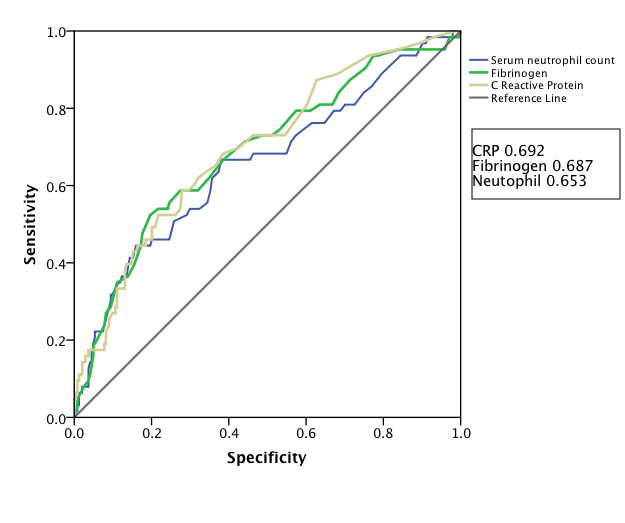 1.0
0.8
0.6
0.4
0.2
0.0
Sensitivity
0.0 0.2 0.4 0.6 0.8 1.0
Specificity
Serum neutrophil count
Fibrinogen
C Reactive Protein
Reference Line
CRP 0.692
Fibrinogen 0.687
Neutophil 0.653